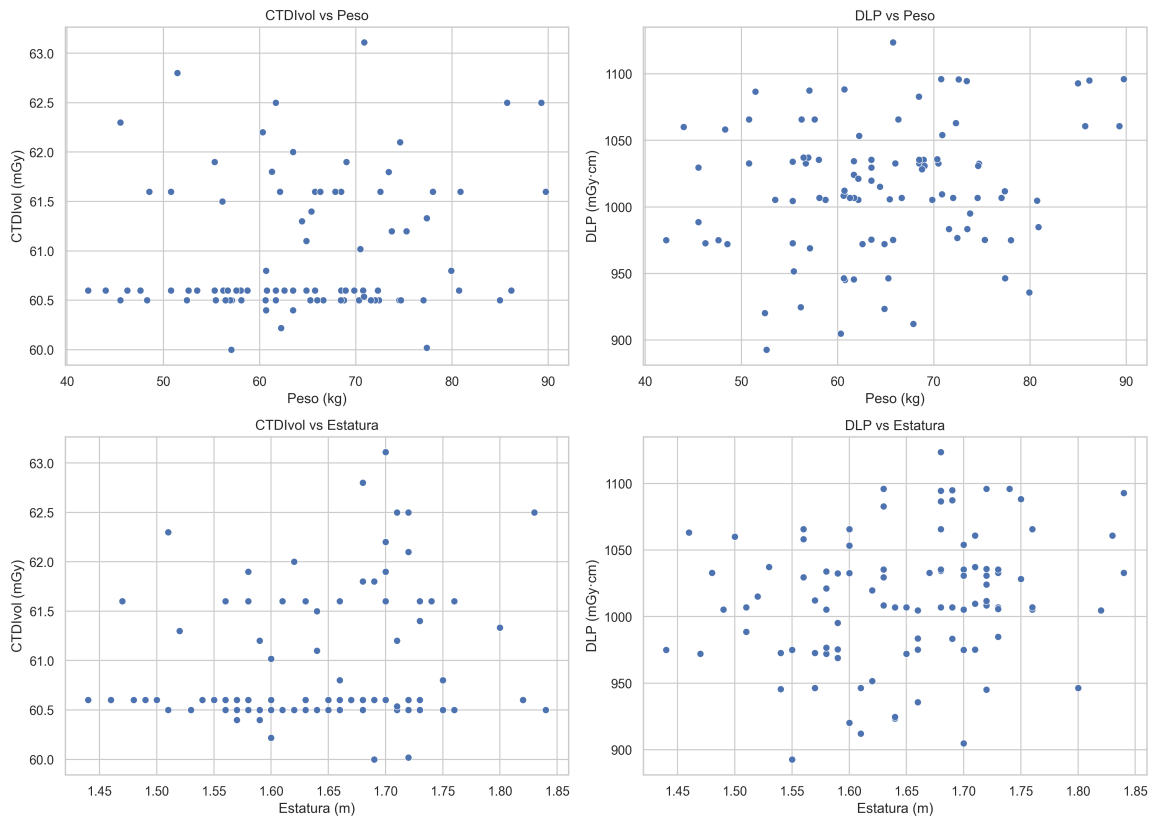 CTDIvol vs Peso
CTDIvol (mGy)
63.0
62.5
62.0
61.5
61.0
60.5
60.0
40 50 60 70 80 90
Peso (kg)
DLP vs Peso
DLP (mGy·cm)
1100
1050
1000
950
900
40 50 60 70 80 90
Peso (kg)
CTDIvol vs Estatura
CTDIvol (mGy)
63.0
62.5
62.0
61.5
61.0
60.5
60.0
1.45 1.50 1.55 1.60 1.65 1.70 1.75 1.80 1.85
Estatura (m)
DLP vs Estatura
DLP (mGy·cm)
1100
1050
1000
950
900
1.45 1.50 1.55 1.60 1.65 1.70 1.75 1.80 1.85
Estatura (m)